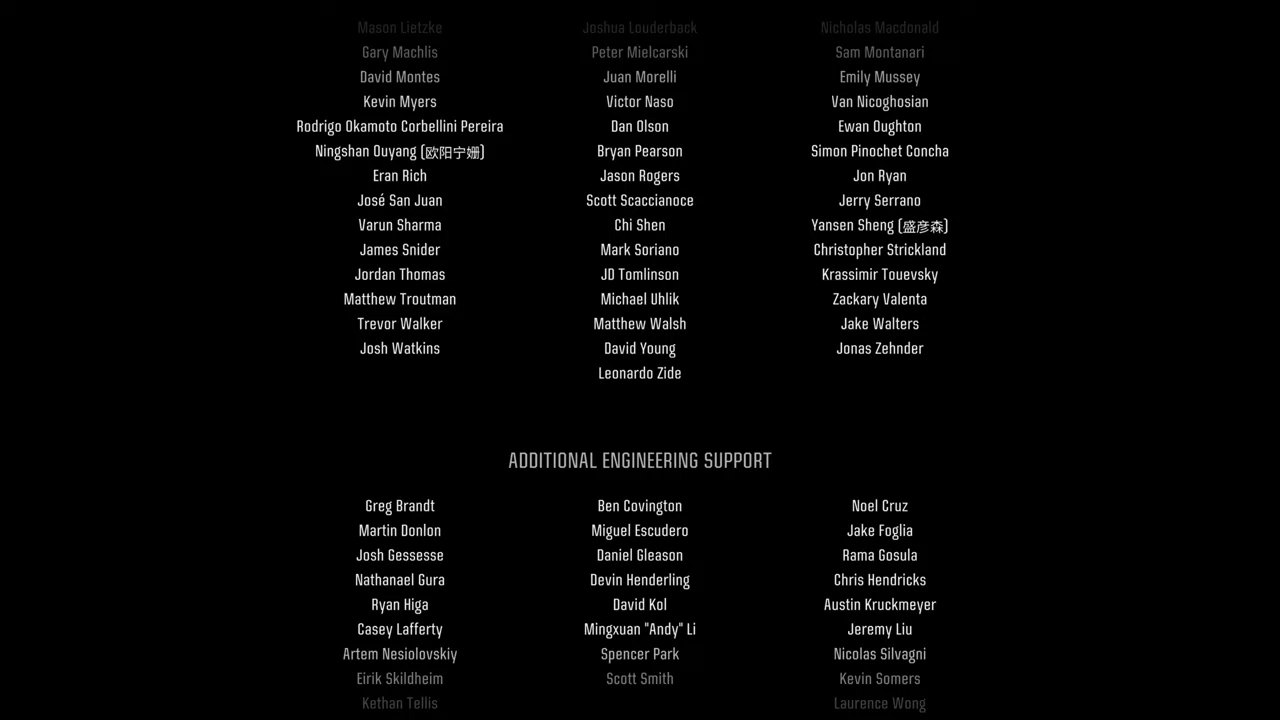 Mason Lietzke Joshua Louderback Nicholas Macdonald
Gary Machlis Peter Mielcarski Sam Montanari
David Montes Juan Morelli Emily Mussey
Kevin Myers Victor Naso Van Nicoghosian
Rodrigo Okamoto Corbellini Pereira Dan Olson Ewan Oughton
Ningshan Ouyang (欧阳宁姗) Bryan Pearson Simon Pinochet Concha
Eran Rich Jason Rogers Jon Ryan
José San Juan Scott Scaccianoce Jerry Serrano
Varun Sharma Chi Shen Yansen Sheng (盛彦森)
James Snider Mark Soriano Christopher Strickland
Jordan Thomas JD Tomlinson Krassimir Touevsky
Matthew Troutman Michael Uhlik Zackary Valenta
Trevor Walker Matthew Walsh Jake Walters
Josh Watkins David Young Jonas Zehnder
Leonardo Zide
ADDITIONAL ENGINEERING SUPPORT
Greg Brandt Ben Covington Noel Cruz
Martin Donlon Miguel Escudero Jake Foglia
Josh Gessesse Daniel Gleason Rama Gosula
Nathanael Gura Devin Henderling Chris Hendricks
Ryan Higa David Kol Austin Kruckmeyer
Casey Lafferty Mingxuan "Andy" Li Jeremy Liu
Artem Nesiolovskiy Spencer Park Nicolas Silvagni
Eirik Skildheim Scott Smith Kevin Somers
Kethan Tellis Laurence Wong